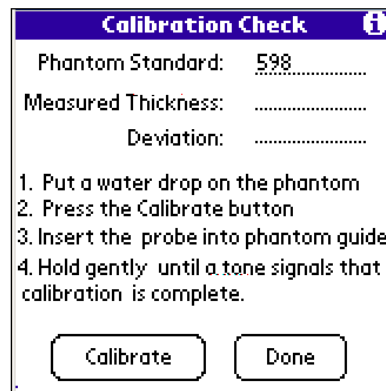 Calibration Check i
Phantom Standard: 598
Measured Thickness:
Deviation:
1. Put a water drop on the phantom
2. Press the Calibrate button
3. Insert the probe into phantom guide
4. Hold gently until a tone signals that
calibration is complete.
Calibrate Done